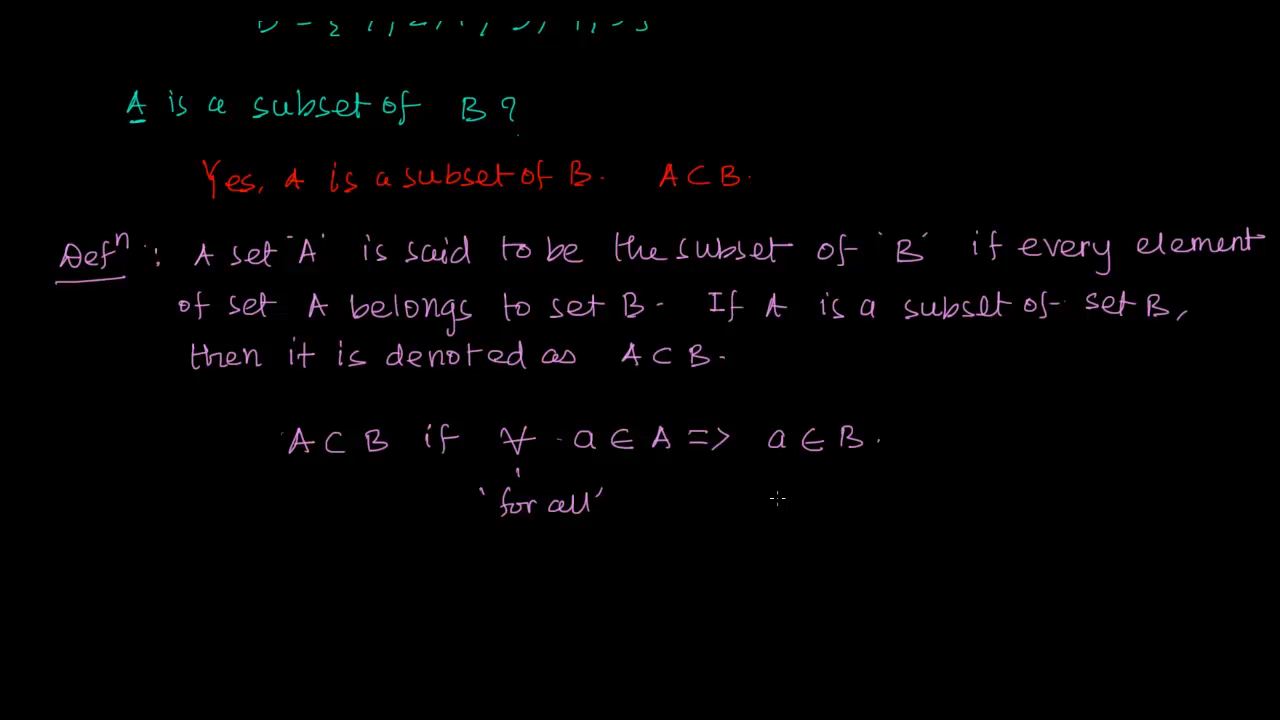 A is a subset of B?
Yes, A is a subset of B. A ⊂ B.
Defⁿ : A set 'A' is said to be the subset of 'B' if every element
of set A belongs to set B. If A is a subset of set B,
then it is denoted as A ⊂ B.
A ⊂ B if ∀ a ∈ A => a ∈ B.
'for all'